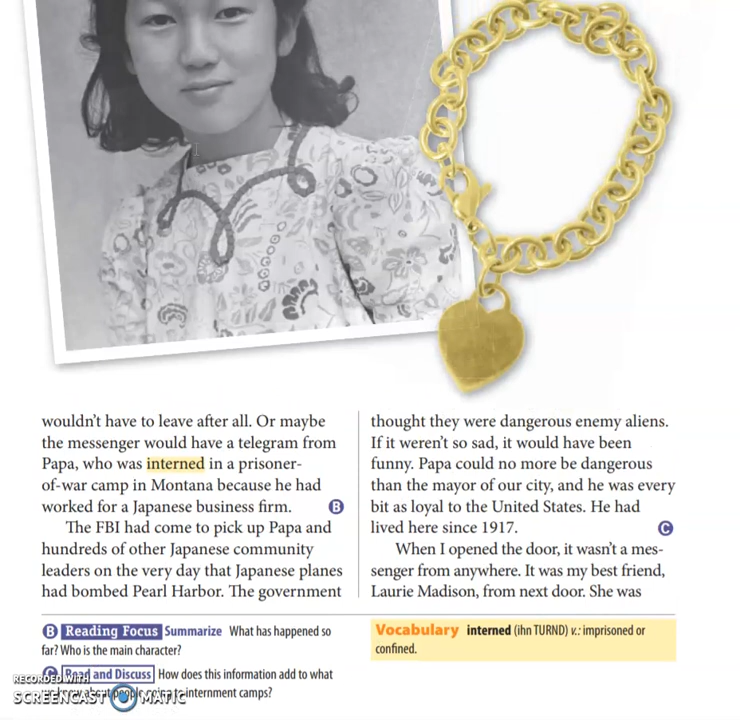 wouldn't have to leave after all. Or maybe
the messenger would have a telegram from
Papa, who was interned in a prisoner-
of-war camp in Montana because he had
worked for a Japanese business firm. B
The FBI had come to pick up Papa and
hundreds of other Japanese community
leaders on the very day that Japanese planes
had bombed Pearl Harbor. The government
thought they were dangerous enemy aliens.
If it weren't so sad, it would have been
funny. Papa could no more be dangerous
than the mayor of our city, and he was every
bit as loyal to the United States. He had
lived here since 1917. C
When I opened the door, it wasn't a mes-
senger from anywhere. It was my best friend,
Laurie Madison, from next door. She was
B Reading Focus Summarize What has happened so
far? Who is the main character?
C Read and Discuss How does this information add to what
we know about people going to internment camps?
Vocabulary interned (ihn TURND) v.: imprisoned or
confined.
RECORDED WITH
SCREENCAST MATIC